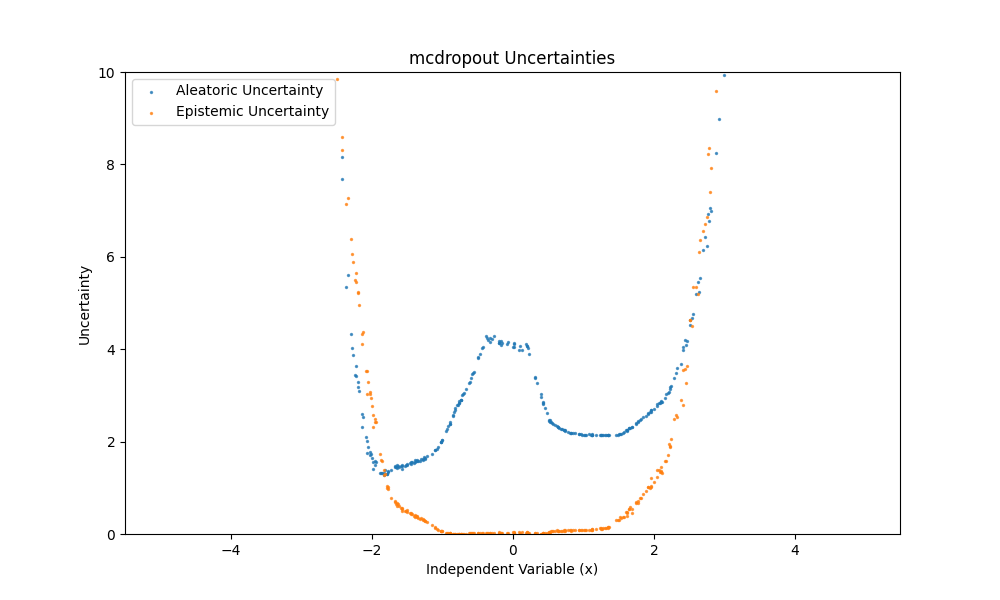 mcdropout Uncertainties
10
Aleatoric Uncertainty
Epistemic Uncertainty
8
6
4
2
0
Uncertainty
−4 −2 0 2 4
Independent Variable (x)